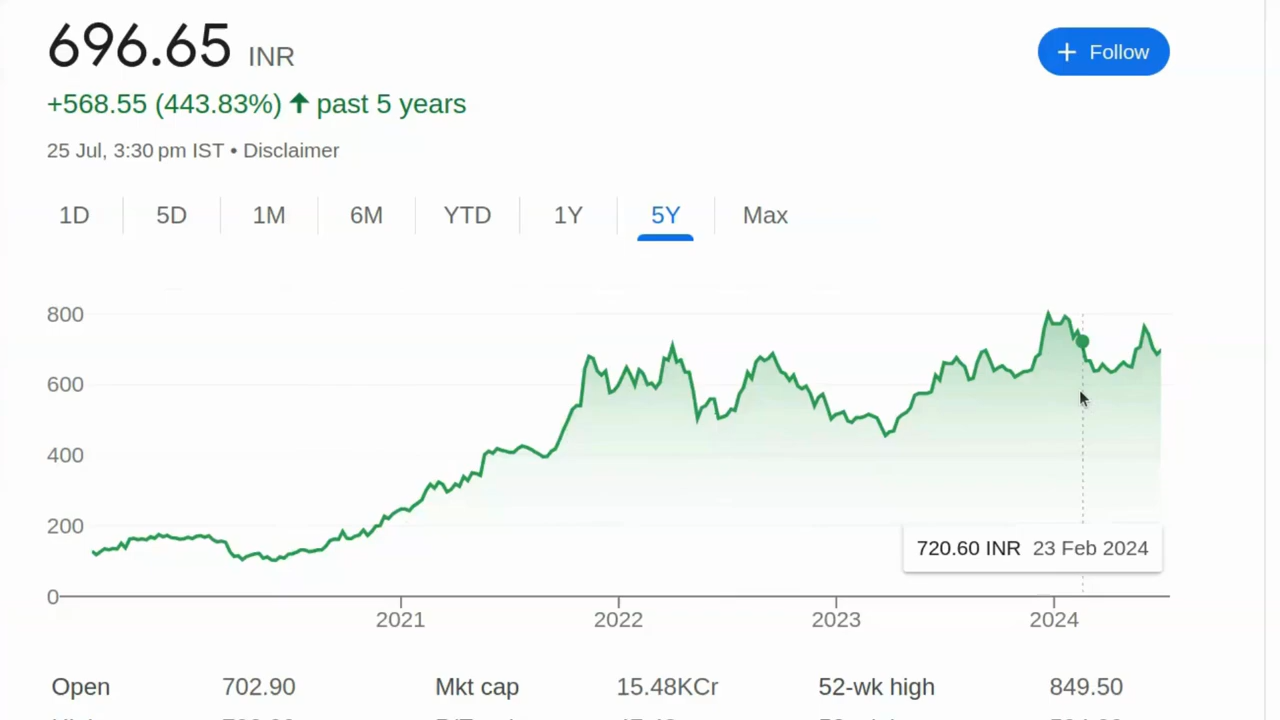 696.65 INR
+ Follow
+568.55 (443.83%) ↑ past 5 years
25 Jul, 3:30 pm IST • Disclaimer
1D 5D 1M 6M YTD 1Y 5Y Max
800
600
400
200
0
720.60 INR 23 Feb 2024
2021 2022 2023 2024
Open 702.90 Mkt cap 15.48KCr 52-wk high 849.50